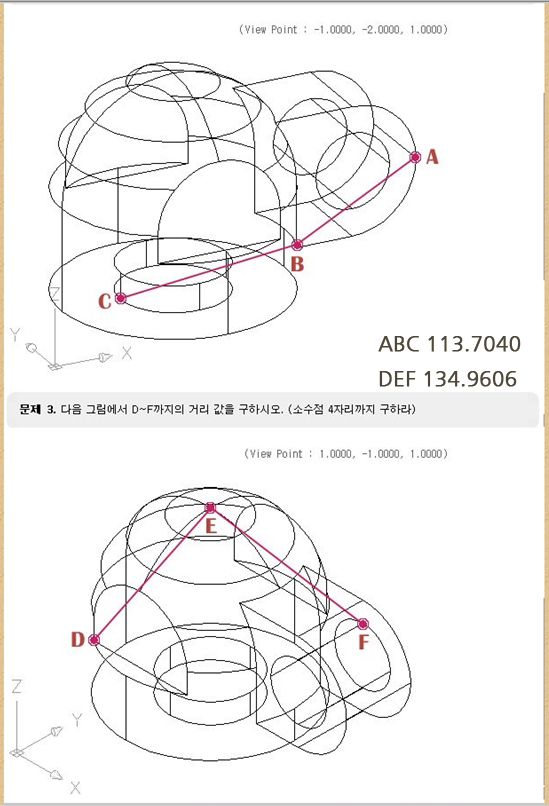 (View Point : -1.0000, -2.0000, 1.0000)
A
B
C
Z
Y
X
ABC 113.7040
DEF 134.9606
문제 3. 다음 그림에서 D~F까지의 거리 값을 구하시오. (소수점 4자리까지 구하라)
(View Point : 1.0000, -1.0000, 1.0000)
E
D
F
Z
Y
X